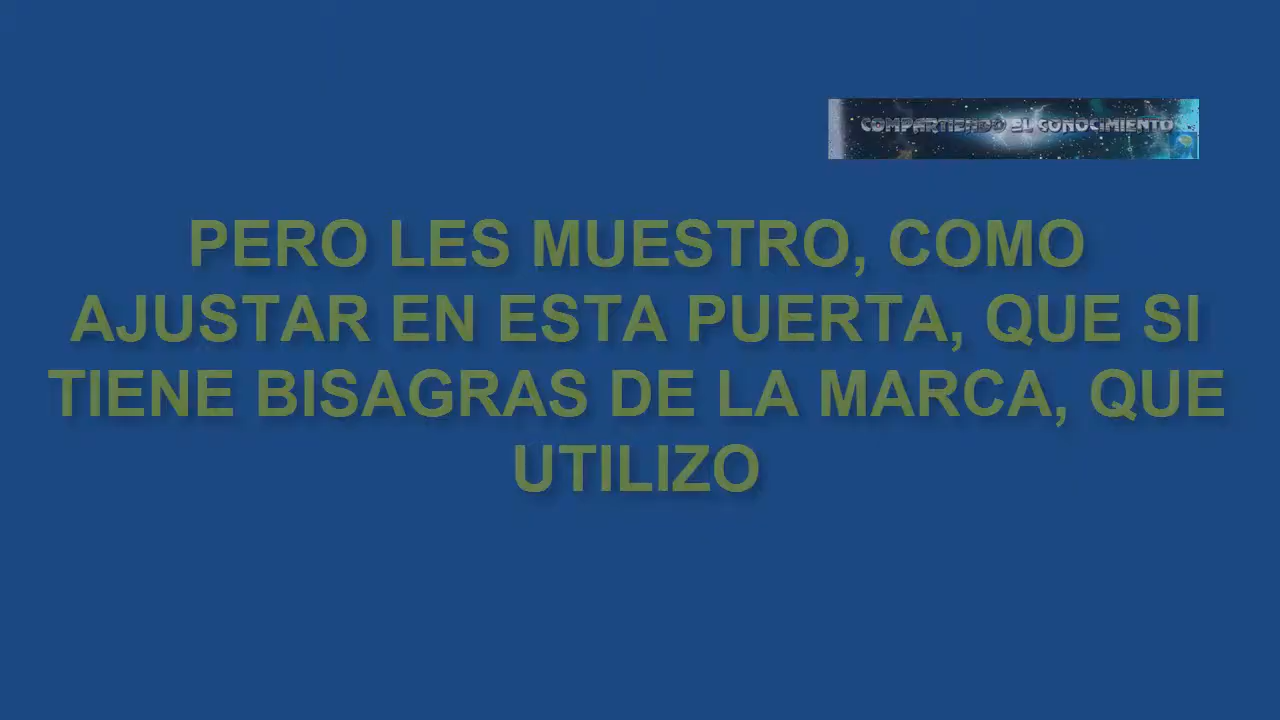 COMPARTIENDO EL CONOCIMIENTO
PERO LES MUESTRO, COMO
AJUSTAR EN ESTA PUERTA, QUE SI
TIENE BISAGRAS DE LA MARCA, QUE
UTILIZO